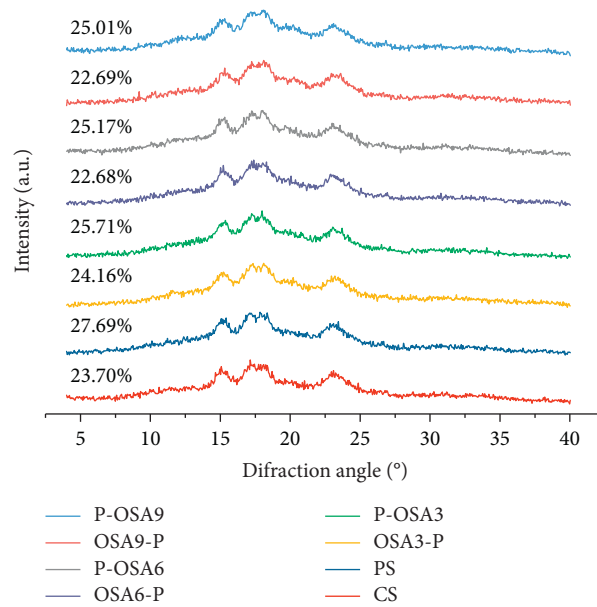 25.01%
22.69%
25.17%
22.68%
25.71%
24.16%
27.69%
23.70%
Intensity (a.u.)
5 10 15 20 25 30 35 40
Difraction angle (°)
P-OSA9 P-OSA3
OSA9-P OSA3-P
P-OSA6 PS
OSA6-P CS